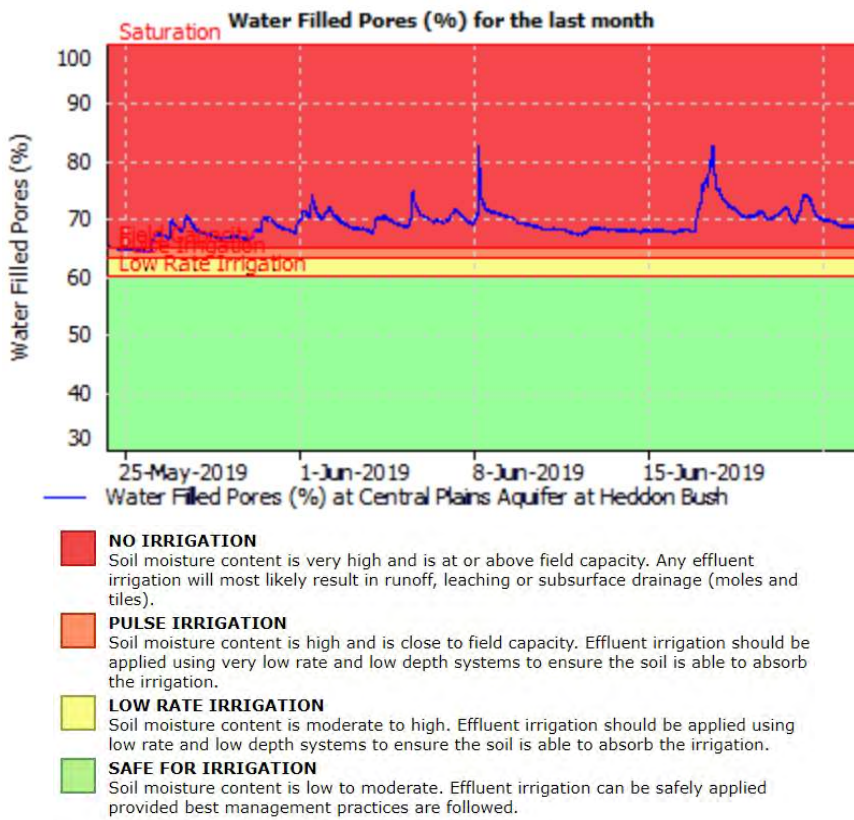 Water Filled Pores (%) for the last month
Saturation
100
90
80
70
60
50
40
30
Water Filled Pores (%)
Field Capacity
Pulse Irrigation
Low Rate Irrigation
25-May-2019 1-Jun-2019 8-Jun-2019 15-Jun-2019
Water Filled Pores (%) at Central Plains Aquifer at Heddon Bush
NO IRRIGATION
Soil moisture content is very high and is at or above field capacity. Any effluent
irrigation will most likely result in runoff, leaching or subsurface drainage (moles and
tiles).
PULSE IRRIGATION
Soil moisture content is high and is close to field capacity. Effluent irrigation should be
applied using very low rate and low depth systems to ensure the soil is able to absorb
the irrigation.
LOW RATE IRRIGATION
Soil moisture content is moderate to high. Effluent irrigation should be applied using
low rate and low depth systems to ensure the soil is able to absorb the irrigation.
SAFE FOR IRRIGATION
Soil moisture content is low to moderate. Effluent irrigation can be safely applied
provided best management practices are followed.